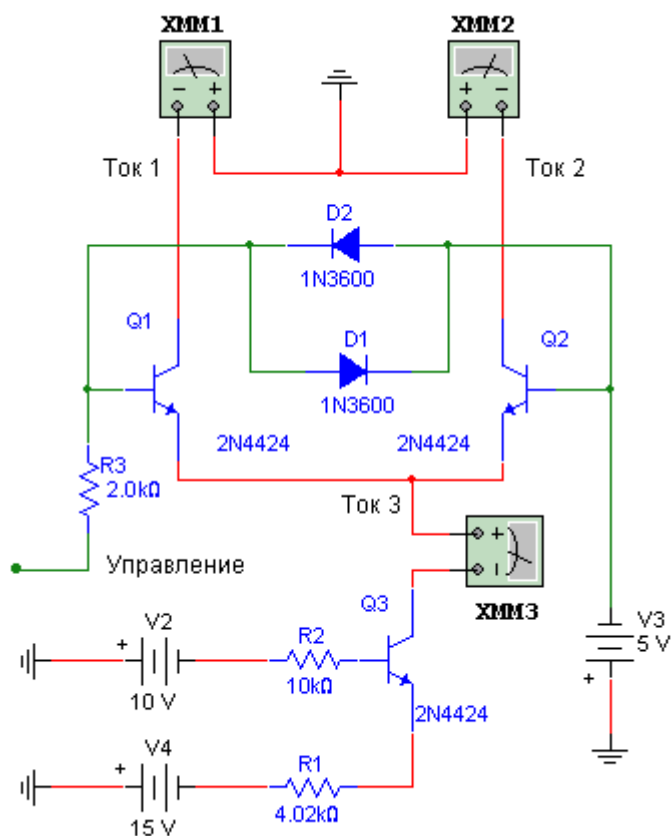 XMM1
XMM2
Ток 1
Ток 2
D2
1N3600
Q1
D1
Q2
1N3600
2N4424
2N4424
R3
2.0kΩ
Ток 3
Управление
Q3
XMM3
V2
R2
V3
5 V
10 V
10kΩ
2N4424
V4
R1
15 V
4.02kΩ